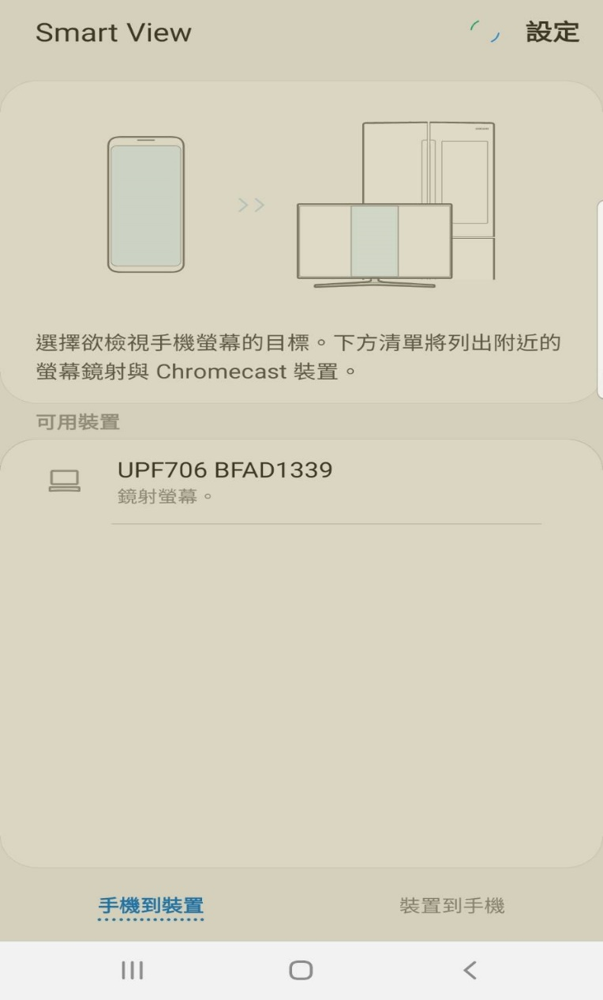 Smart View
設定
選擇欲檢視手機螢幕的目標。下方清單將列出附近的
螢幕鏡射與 Chromecast 裝置。
可用裝置
UPF706 BFAD1339
鏡射螢幕。
手機到裝置
裝置到手機